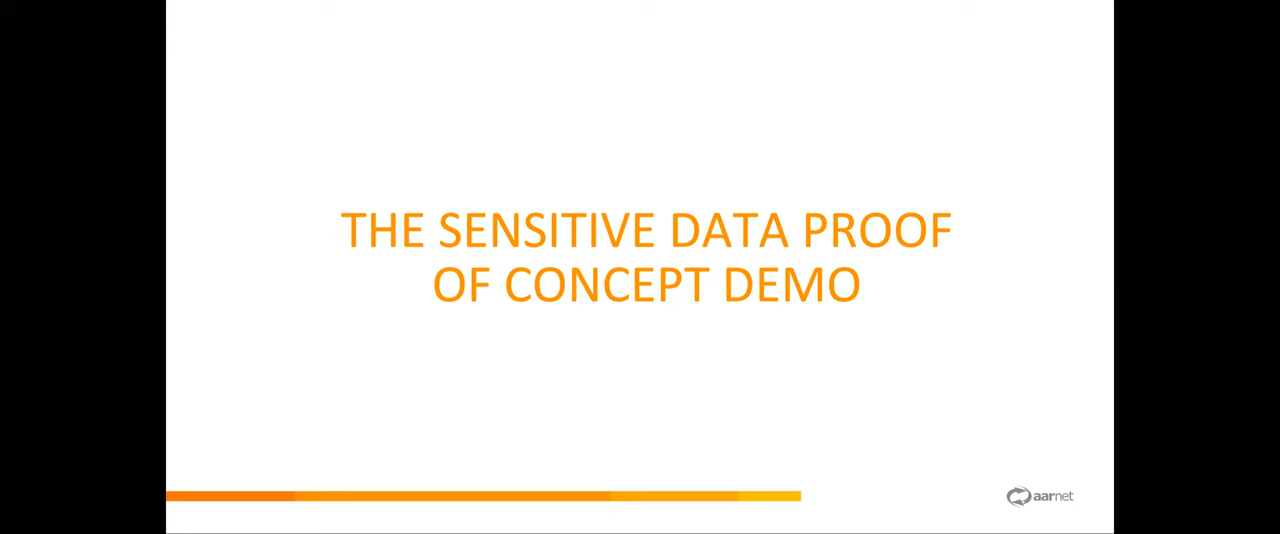 THE SENSITIVE DATA PROOF
OF CONCEPT DEMO
aarnet